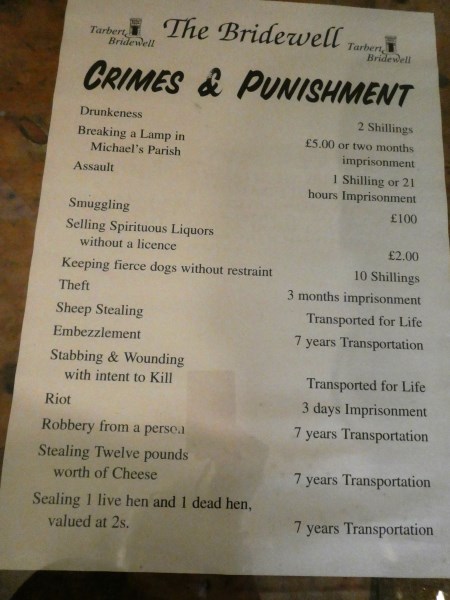 Tarbert
Bridewell
The Bridewell
Tarbert
Bridewell
CRIMES & PUNISHMENT
Drunkeness 2 Shillings
Breaking a Lamp in
Michael's Parish £5.00 or two months
imprisonment
Assault 1 Shilling or 21
hours Imprisonment
Smuggling £100
Selling Spirituous Liquors
without a licence £2.00
Keeping fierce dogs without restraint 10 Shillings
Theft 3 months imprisonment
Sheep Stealing Transported for Life
Embezzlement 7 years Transportation
Stabbing & Wounding
with intent to Kill Transported for Life
Riot 3 days Imprisonment
Robbery from a person 7 years Transportation
Stealing Twelve pounds
worth of Cheese 7 years Transportation
Sealing 1 live hen and 1 dead hen,
valued at 2s. 7 years Transportation